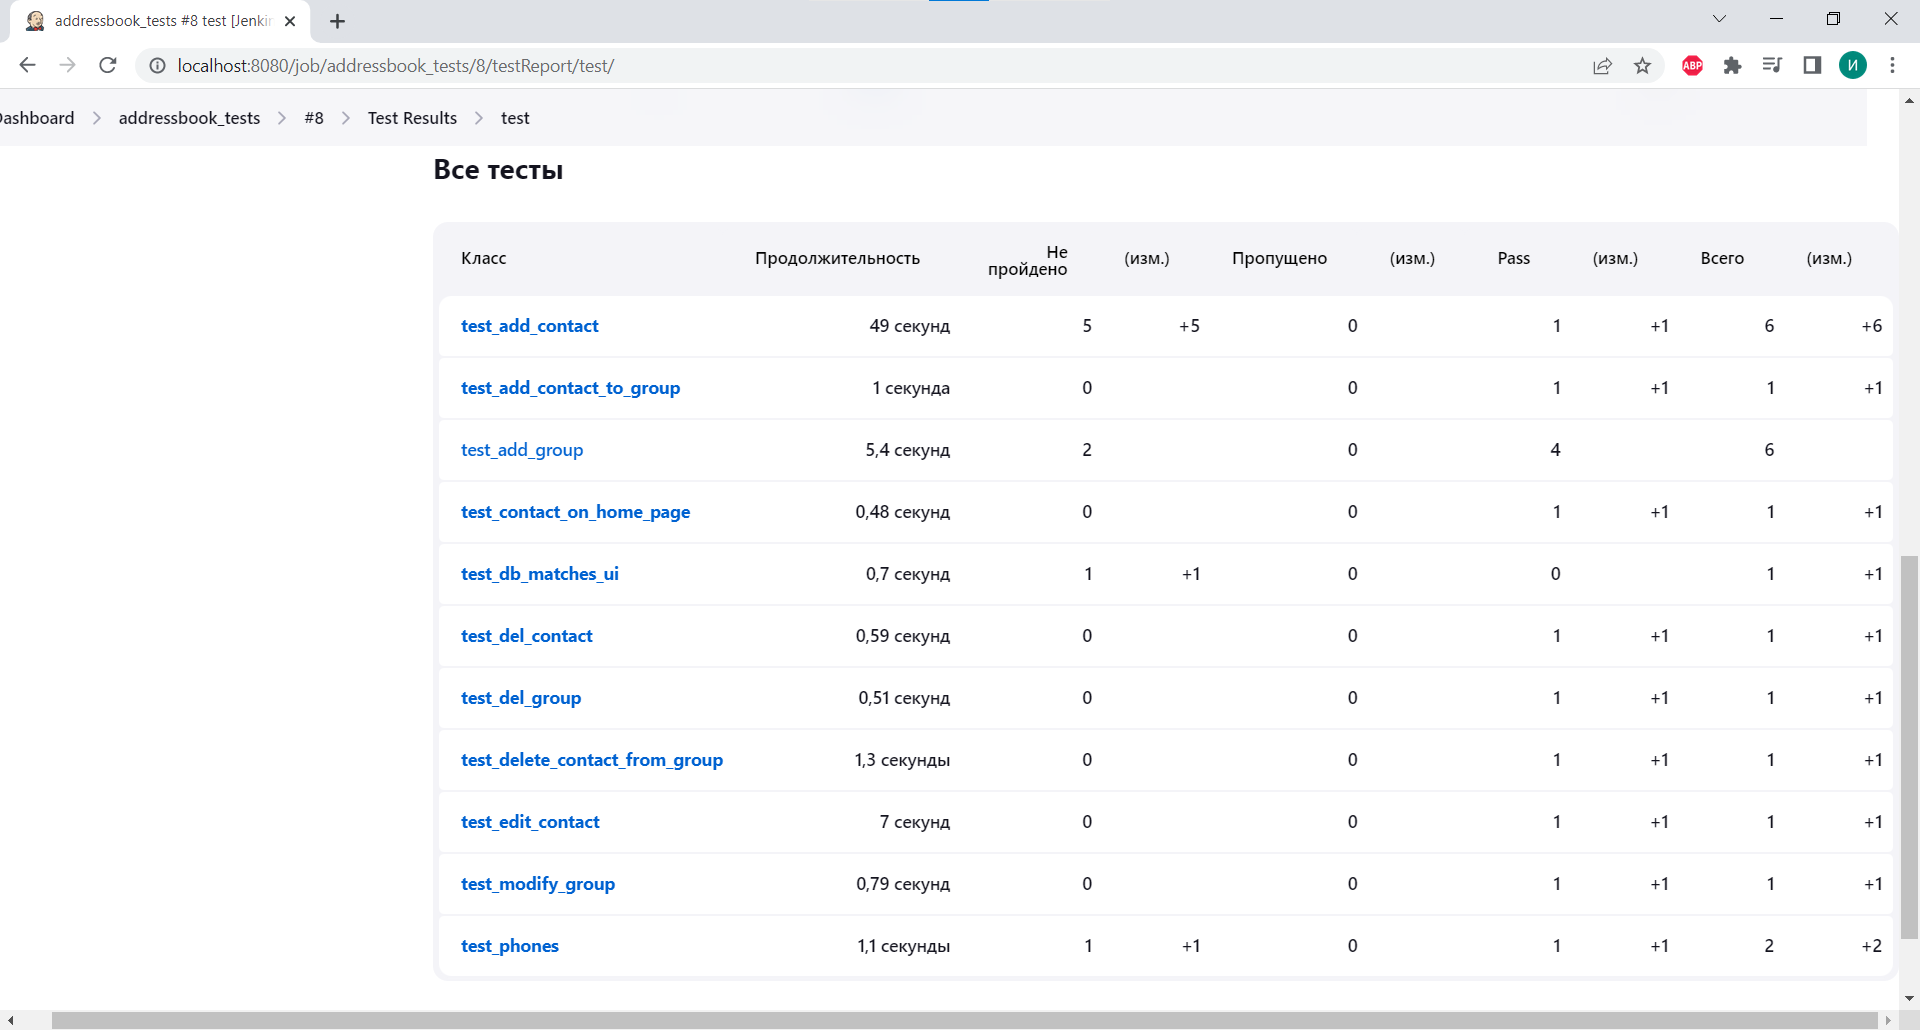 addressbook_tests #8 test [Jenkin
localhost:8080/job/addressbook_tests/8/testReport/test/
ABP
И
Dashboard addressbook_tests #8 Test Results test
Все тесты
Класс Продолжительность Не пройдено (изм.) Пропущено (изм.) Pass (изм.) Всего (изм.)
test_add_contact 49 секунд 5 +5 0 1 +1 6 +6
test_add_contact_to_group 1 секунда 0 0 1 +1 1 +1
test_add_group 5,4 секунд 2 0 4 6
test_contact_on_home_page 0,48 секунд 0 0 1 +1 1 +1
test_db_matches_ui 0,7 секунд 1 +1 0 0 1 +1
test_del_contact 0,59 секунд 0 0 1 +1 1 +1
test_del_group 0,51 секунд 0 0 1 +1 1 +1
test_delete_contact_from_group 1,3 секунды 0 0 1 +1 1 +1
test_edit_contact 7 секунд 0 0 1 +1 1 +1
test_modify_group 0,79 секунд 0 0 1 +1 1 +1
test_phones 1,1 секунды 1 +1 0 1 +1 2 +2